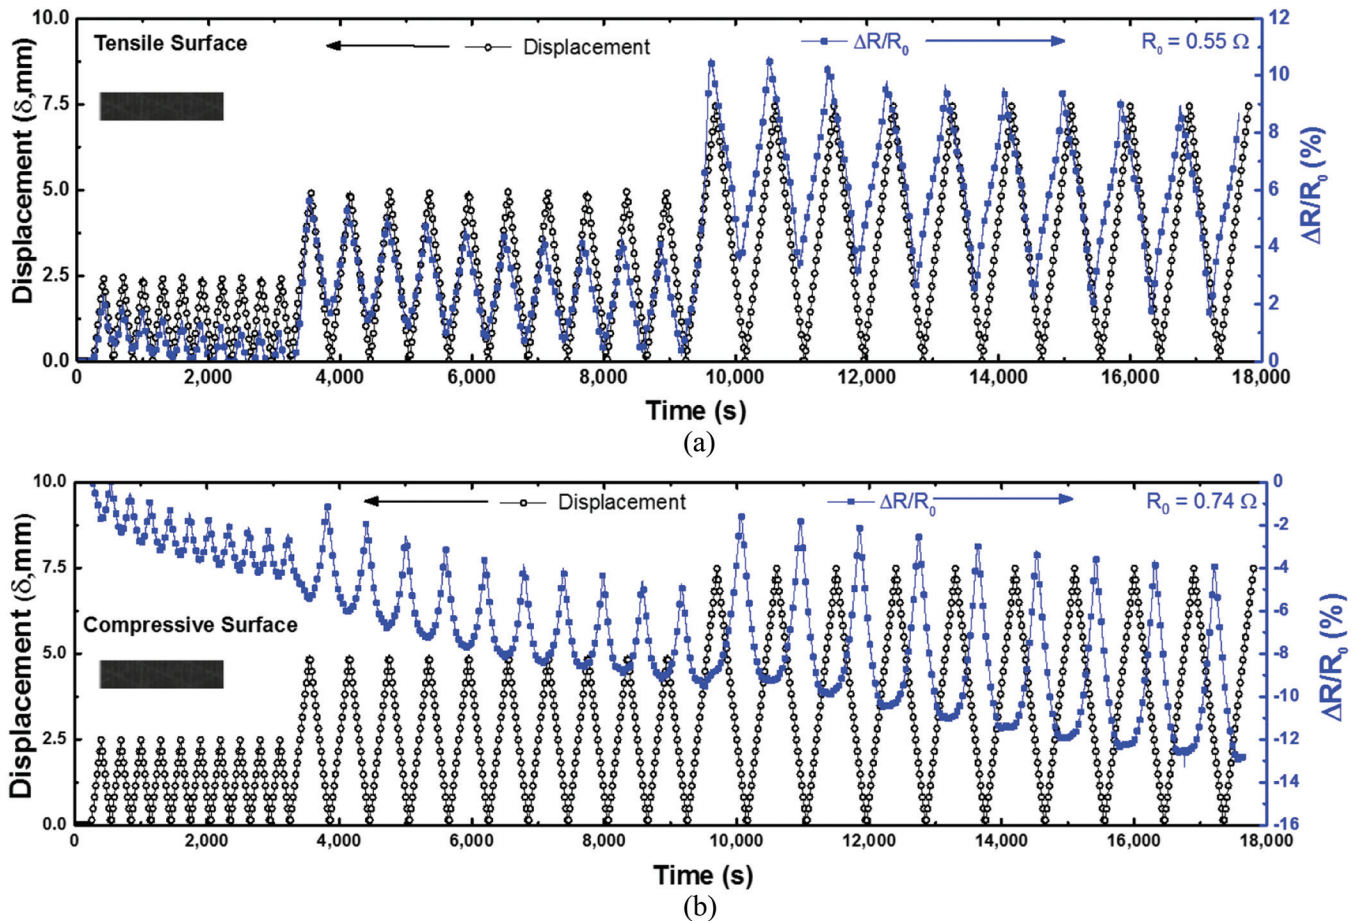 Tensile Surface
Displacement
ΔR/R0
R0 = 0.55 Ω
Displacement (δ,mm)
10.0
7.5
5.0
2.5
0.0
12
10
8
6
4
2
0
ΔR/R0 (%)
0 2,000 4,000 6,000 8,000 10,000 12,000 14,000 16,000 18,000
Time (s)
(a)
Displacement
ΔR/R0
R0 = 0.74 Ω
Compressive Surface
Displacement (δ,mm)
10.0
7.5
5.0
2.5
0.0
0
-2
-4
-6
-8
-10
-12
-14
-16
ΔR/R0 (%)
0 2,000 4,000 6,000 8,000 10,000 12,000 14,000 16,000 18,000
Time (s)
(b)